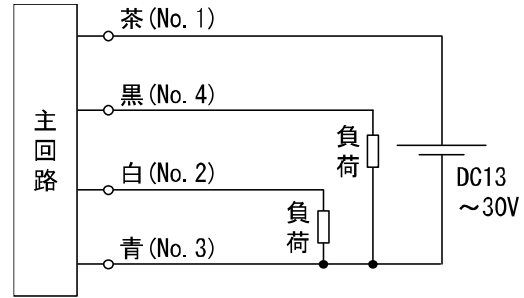 茶(No. 1)
黒(No. 4)
主回路
負荷
白(No. 2)
DC13
～30V
負荷
青(No. 3)